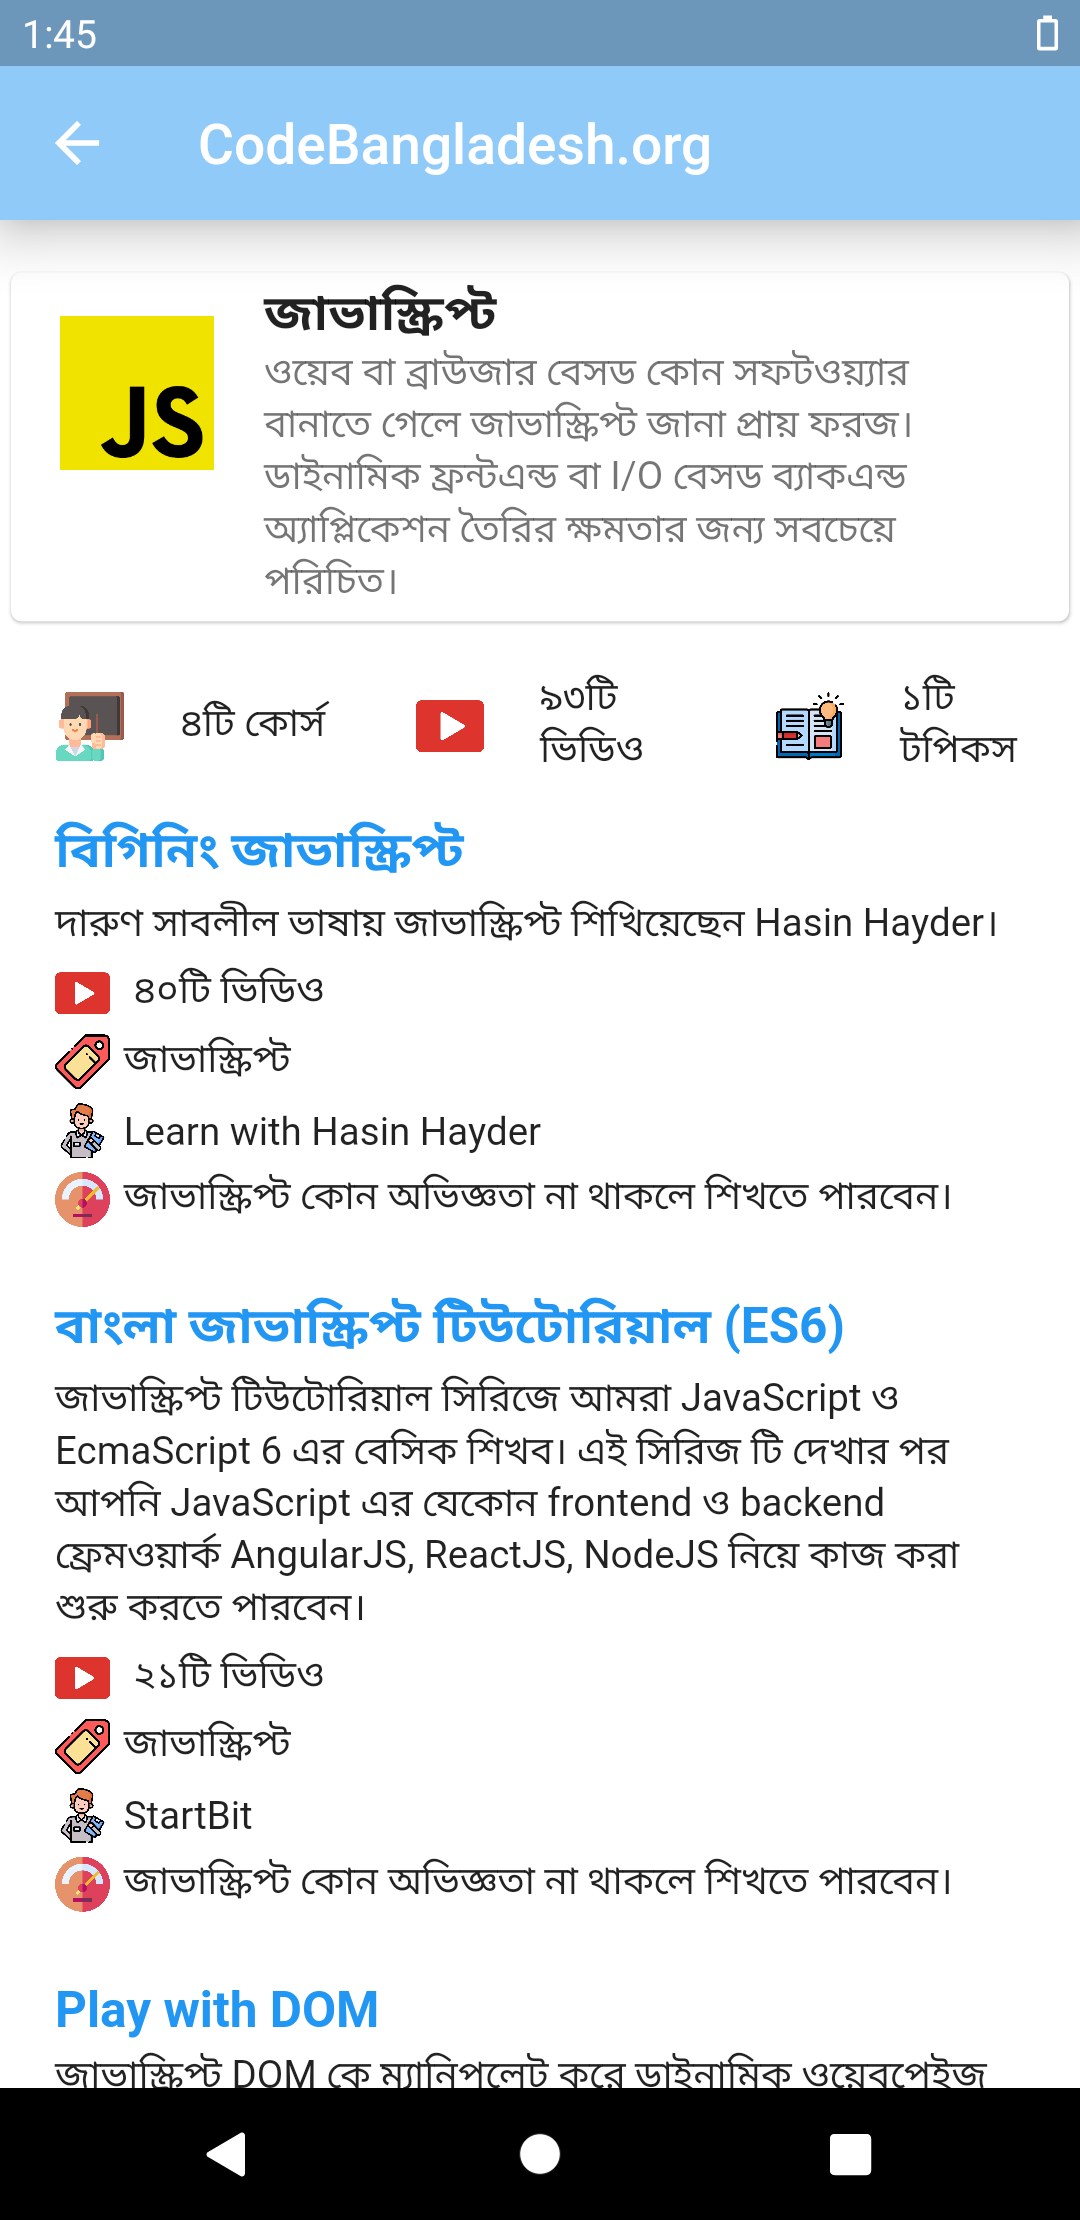 1:45
CodeBangladesh.org
জাভাস্ক্রিপ্ট
JS
ওয়েব বা ব্রাউজার বেসড কোন সফটওয়্যার
বানাতে গেলে জাভাস্ক্রিপ্ট জানা প্রায় ফরজ।
ডাইনামিক ফ্রন্টএন্ড বা I/O বেসড ব্যাকএন্ড
অ্যাপ্লিকেশন তৈরির ক্ষমতার জন্য সবচেয়ে
পরিচিত।
৪টি কোর্স
৯৩টি
ভিডিও
১টি
টপিকস
বিগিনিং জাভাস্ক্রিপ্ট
দারুণ সাবলীল ভাষায় জাভাস্ক্রিপ্ট শিখিয়েছেন Hasin Hayder।
৪০টি ভিডিও
জাভাস্ক্রিপ্ট
Learn with Hasin Hayder
জাভাস্ক্রিপ্ট কোন অভিজ্ঞতা না থাকলে শিখতে পারবেন।
বাংলা জাভাস্ক্রিপ্ট টিউটোরিয়াল (ES6)
জাভাস্ক্রিপ্ট টিউটোরিয়াল সিরিজে আমরা JavaScript ও
EcmaScript 6 এর বেসিক শিখব। এই সিরিজ টি দেখার পর
আপনি JavaScript এর যেকোন frontend ও backend
ফ্রেমওয়ার্ক AngularJS, ReactJS, NodeJS নিয়ে কাজ করা
শুরু করতে পারবেন।
২১টি ভিডিও
জাভাস্ক্রিপ্ট
StartBit
জাভাস্ক্রিপ্ট কোন অভিজ্ঞতা না থাকলে শিখতে পারবেন।
Play with DOM
জাভাস্ক্রিপ্ট DOM কে ম্যানিপুলেট করে ডাইনামিক ওয়েবপেইজ